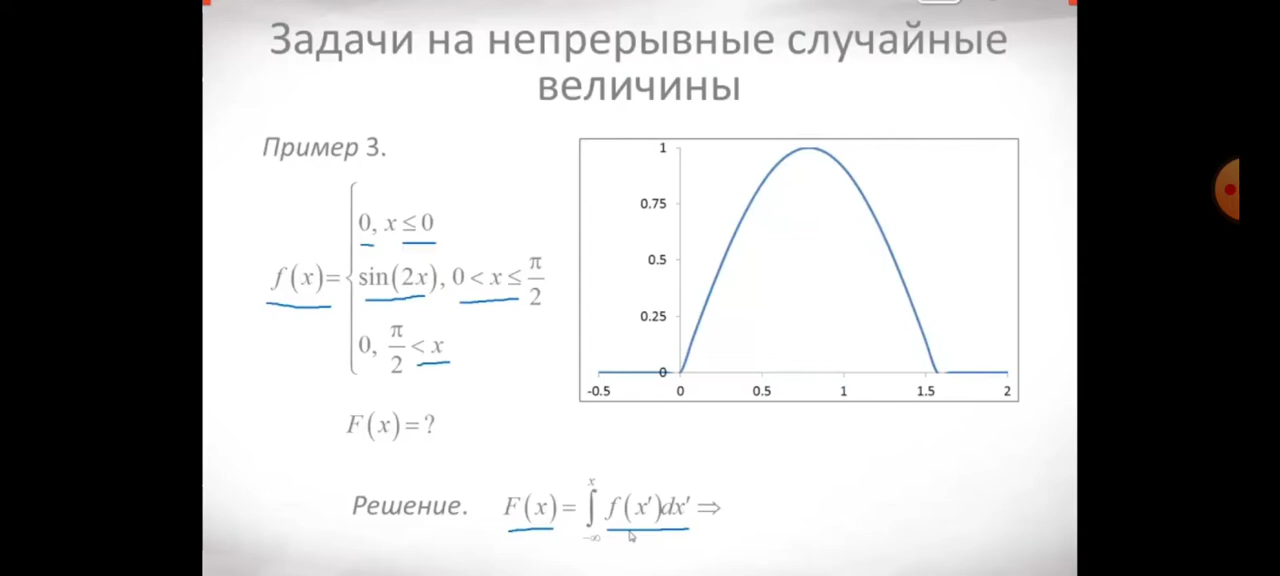 Задачи на непрерывные случайные
величины
Пример 3.
0, x ≤ 0
f(x)= sin(2x), 0 < x ≤ π/2
0, π/2 < x
F(x)=?
1
0.75
0.5
0.25
0
-0.5 0 0.5 1 1.5 2
Решение. F(x)= ∫_{-∞}^{x} f(x′)dx′ ⇒